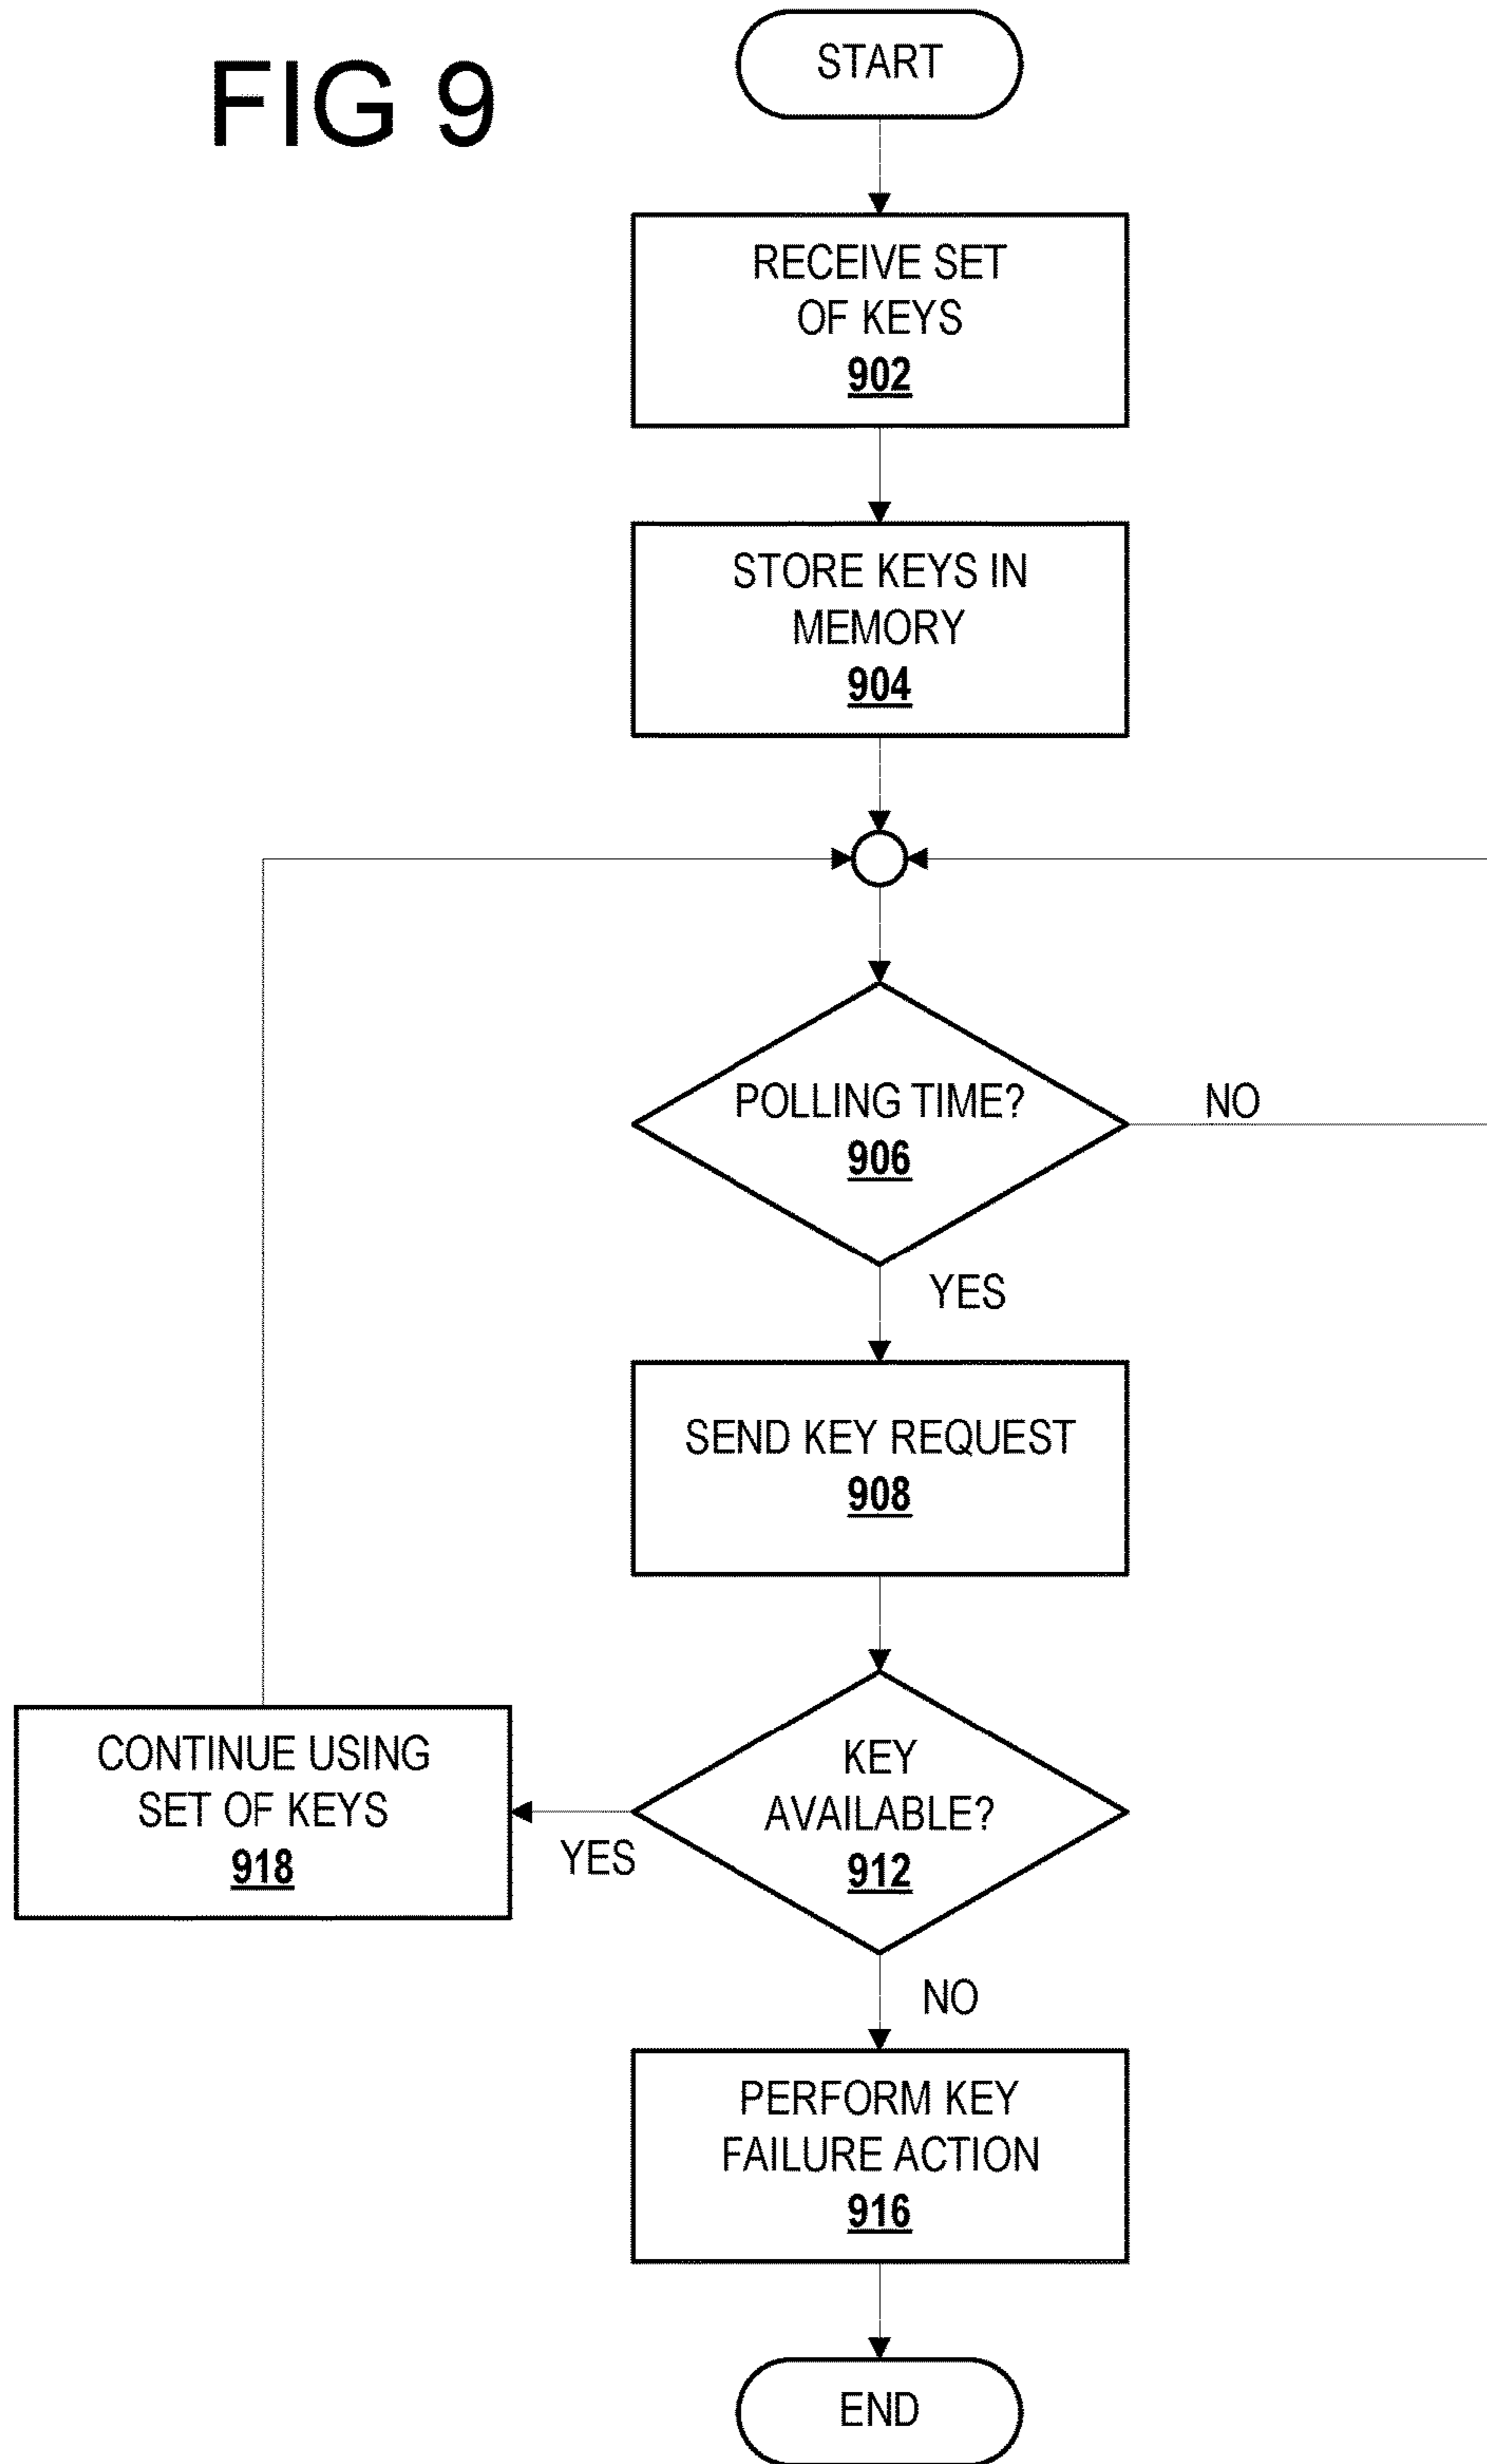 FIG 9
START
RECEIVE SET
OF KEYS
902
STORE KEYS IN
MEMORY
904
POLLING TIME?
906
NO
YES
SEND KEY REQUEST
908
KEY
AVAILABLE?
912
YES
CONTINUE USING
SET OF KEYS
918
NO
PERFORM KEY
FAILURE ACTION
916
END